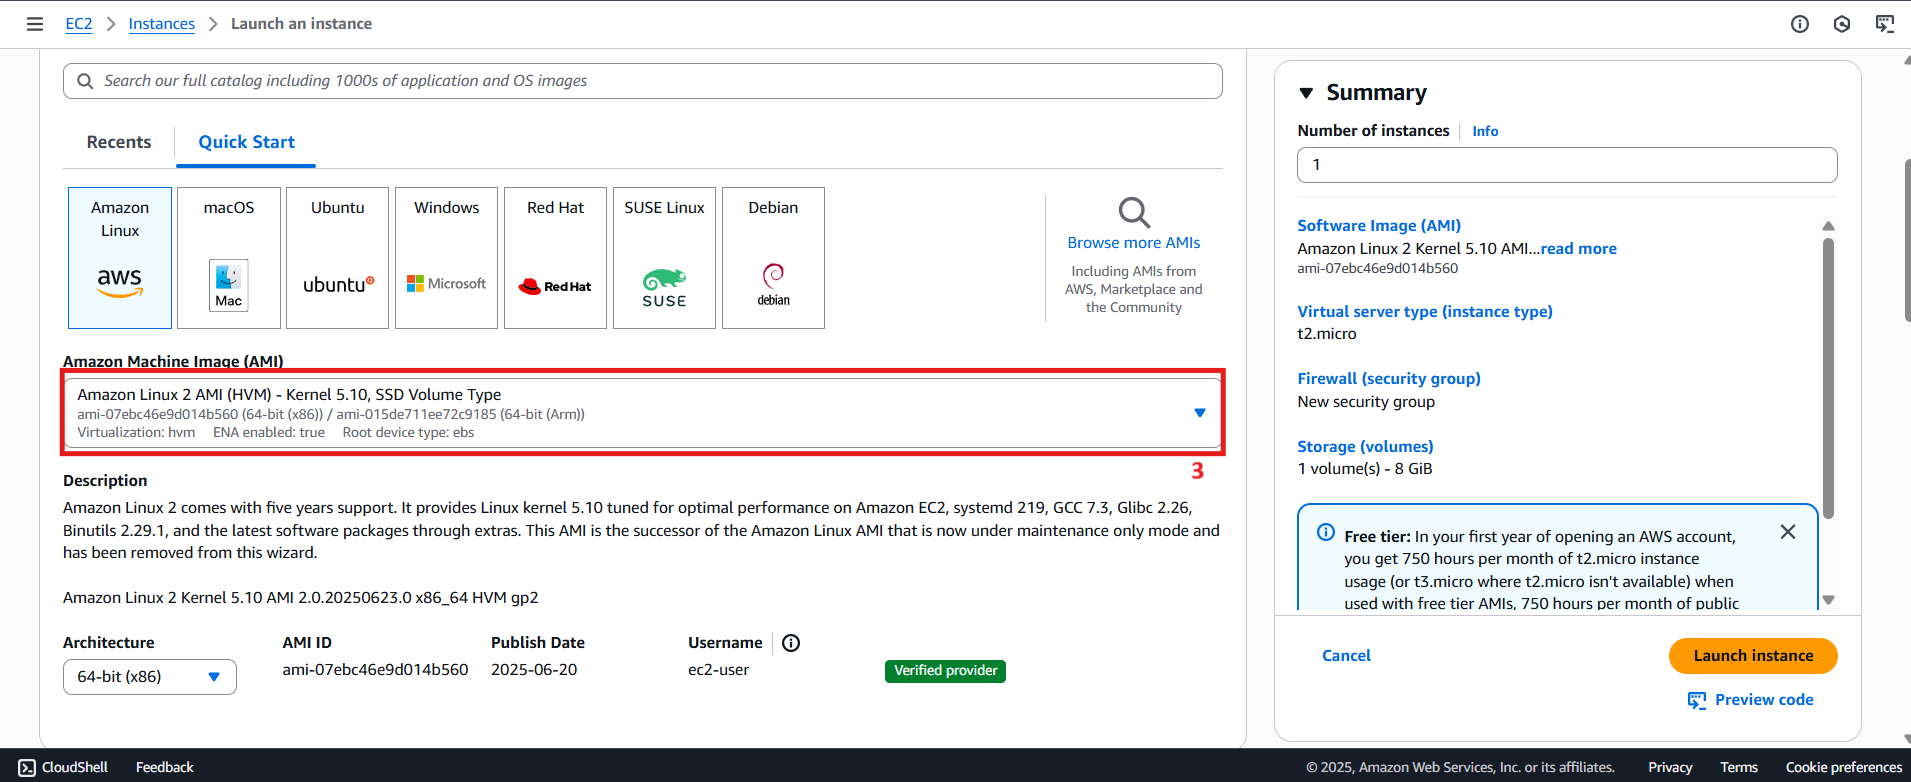 EC2 > Instances > Launch an instance
Search our full catalog including 1000s of application and OS images
Recents
Quick Start
Amazon
Linux
aws
macOS
Mac
Ubuntu
ubuntu
Windows
Microsoft
Red Hat
Red Hat
SUSE Linux
SUSE
Debian
debian
Browse more AMIs
Including AMIs from
AWS, Marketplace and
the Community
Amazon Machine Image (AMI)
Amazon Linux 2 AMI (HVM) - Kernel 5.10, SSD Volume Type
ami-07ebc46e9d014b560 (64-bit (x86)) / ami-015de711ee72c9185 (64-bit (Arm))
Virtualization: hvm ENA enabled: true Root device type: ebs
3
Description
Amazon Linux 2 comes with five years support. It provides Linux kernel 5.10 tuned for optimal performance on Amazon EC2, systemd 219, GCC 7.3, Glibc 2.26,
Binutils 2.29.1, and the latest software packages through extras. This AMI is the successor of the Amazon Linux AMI that is now under maintenance only mode and
has been removed from this wizard.
Amazon Linux 2 Kernel 5.10 AMI 2.0.20250623.0 x86_64 HVM gp2
Architecture
64-bit (x86)
AMI ID
ami-07ebc46e9d014b560
Publish Date
2025-06-20
Username
ec2-user
Verified provider
Summary
Number of instances Info
1
Software Image (AMI)
Amazon Linux 2 Kernel 5.10 AMI...read more
ami-07ebc46e9d014b560
Virtual server type (instance type)
t2.micro
Firewall (security group)
New security group
Storage (volumes)
1 volume(s) - 8 GiB
Free tier: In your first year of opening an AWS account,
you get 750 hours per month of t2.micro instance
usage (or t3.micro where t2.micro isn't available) when
used with free tier AMIs, 750 hours per month of public
Cancel
Launch instance
Preview code
CloudShell Feedback
© 2025, Amazon Web Services, Inc. or its affiliates. Privacy Terms Cookie preferences